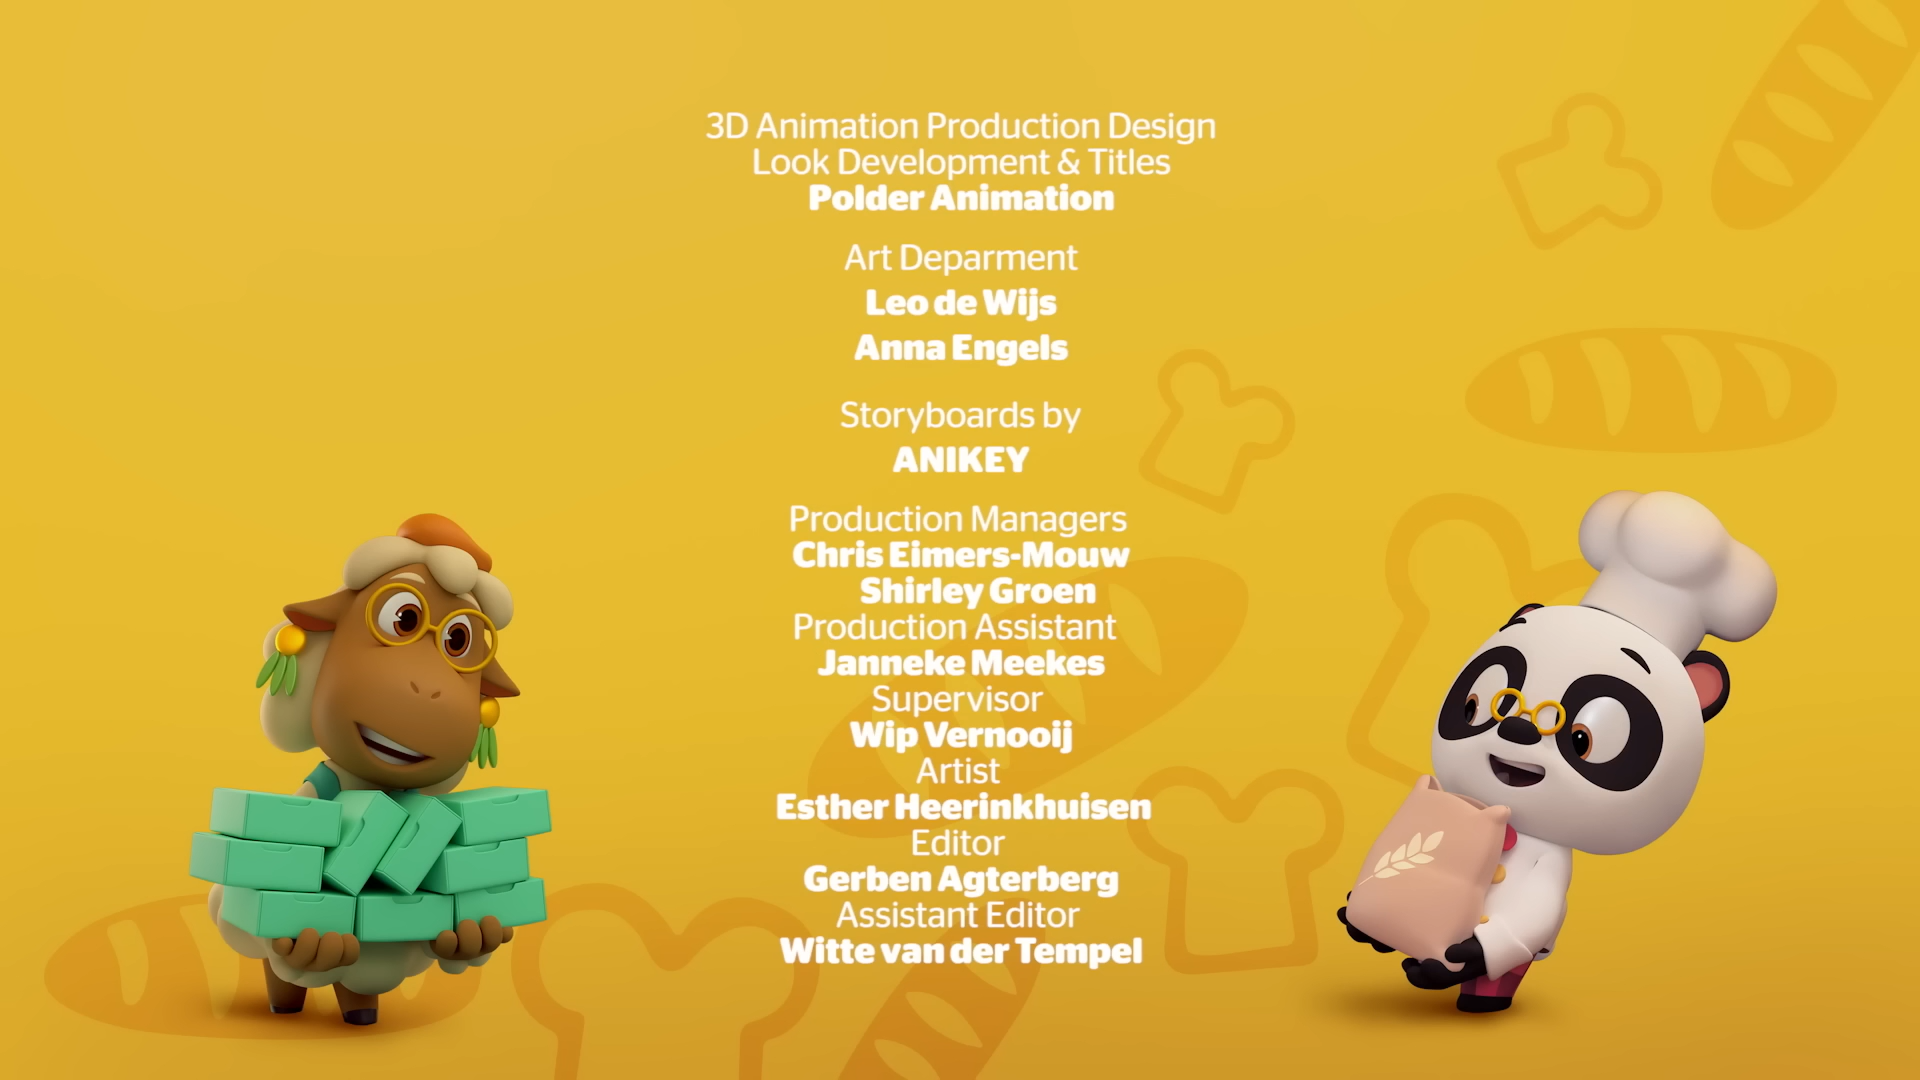 3D Animation Production Design
Look Development & Titles
Polder Animation
Art Deparment
Leo de Wijs
Anna Engels
Storyboards by
ANIKEY
Production Managers
Chris Eimers-Mouw
Shirley Groen
Production Assistant
Janneke Meekes
Supervisor
Wip Vernooij
Artist
Esther Heerinkhuisen
Editor
Gerben Agterberg
Assistant Editor
Witte van der Tempel